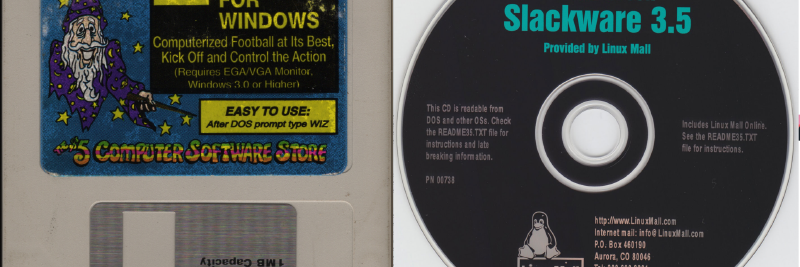 FOR
WINDOWS
Computerized Football at Its Best,
Kick Off and Control the Action
(Requires EGA/VGA Monitor,
Windows 3.0 or Higher)
EASY TO USE:
After DOS prompt type WIZ
$5 COMPUTER SOFTWARE STORE
1MB Capacity
Slackware 3.5
Provided by Linux Mall
This CD is readable from
DOS and other OSs. Check
the README35.TXT file for
instructions and late
breaking information.
PN 00738
Includes Linux Mall Online.
See the README35.TXT
file for instructions.
http://www.LinuxMall.com
Internet mail: info@LinuxMall.com
P.O. Box 460190
Aurora, CO 80046